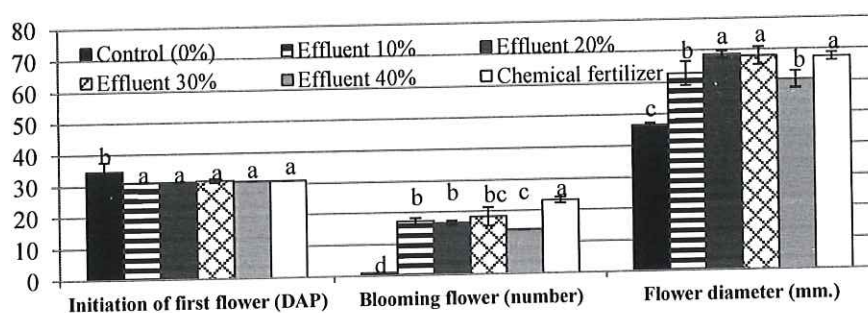 80
70
60
50
40
30
20
10
0
Control (0%) Effluent 10% Effluent 20%
Effluent 30% Effluent 40% Chemical fertilizer
b a a a a a
d b b bc c a
c b a a b a
Initiation of first flower (DAP) Blooming flower (number) Flower diameter (mm.)